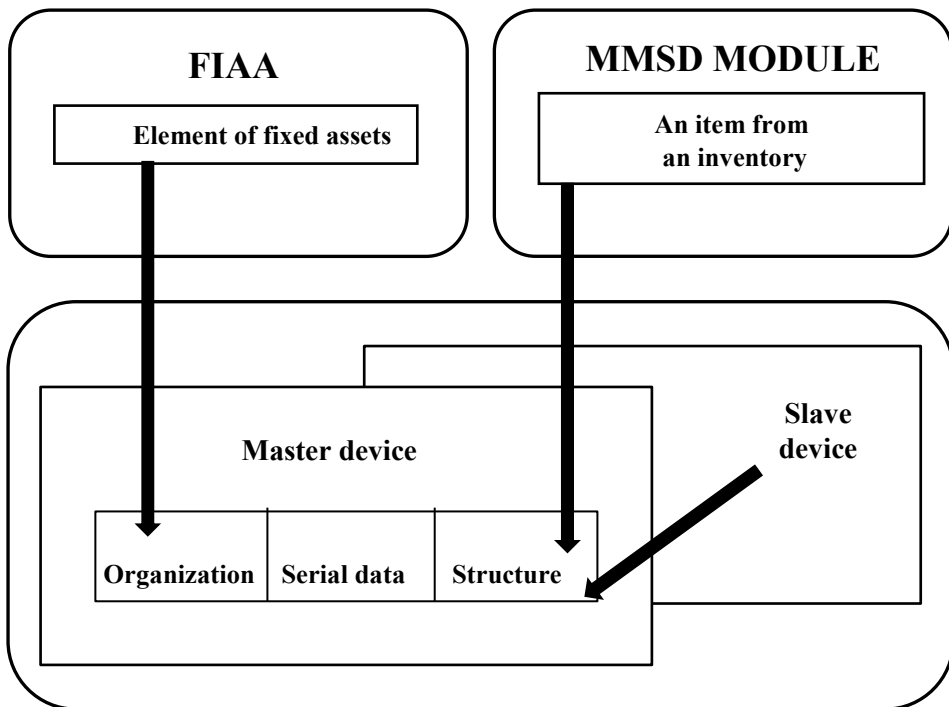 FIAA
Element of fixed assets
MMSD MODULE
An item from
an inventory
Master device
Slave
device
Organization
Serial data
Structure